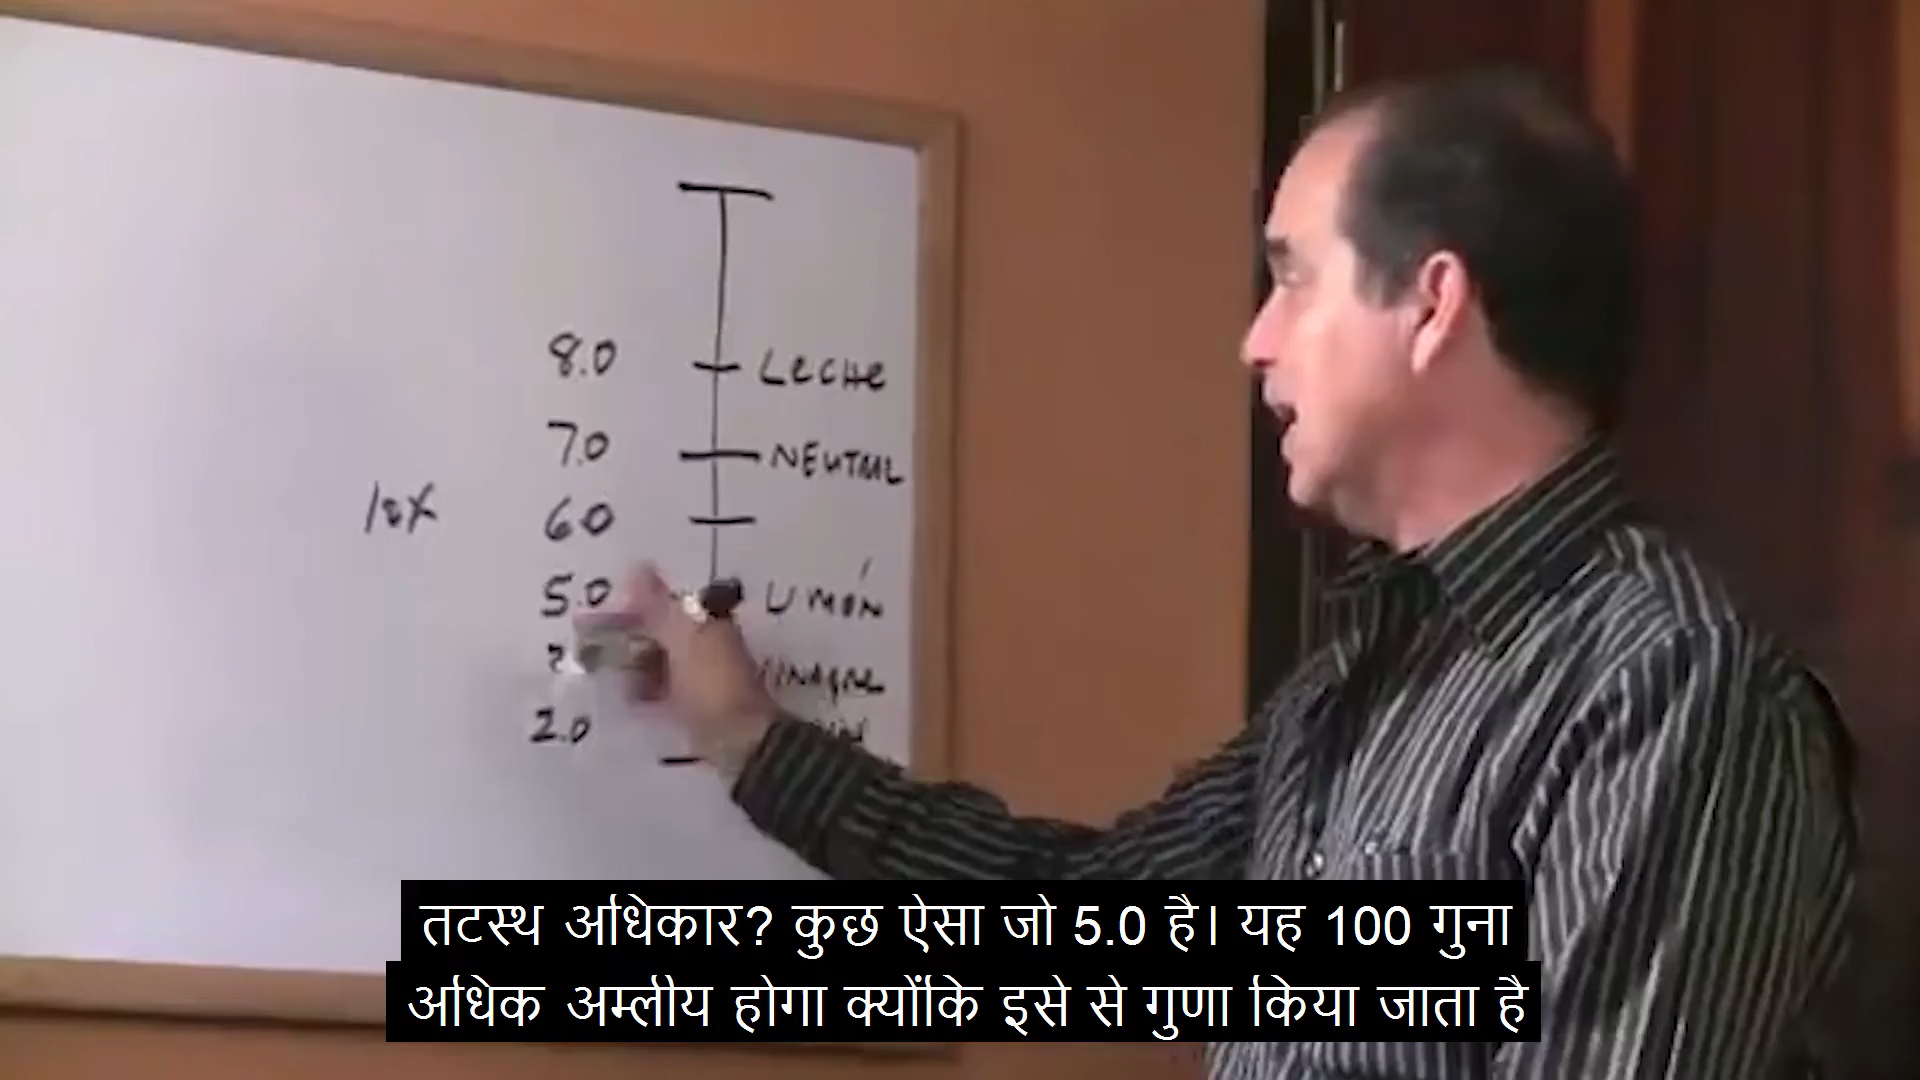 8.0 LECHE
7.0 NEUTRAL
10X 6.0
5.0 LIMÓN
VINAGRE
2.0
तटस्थ अधिकार? कुछ ऐसा जो 5.0 है। यह 100 गुना
अधिक अम्लीय होगा क्योंकि इसे से गुणा किया जाता है